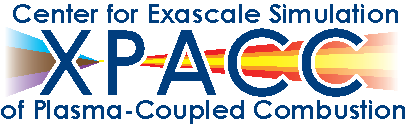 Center for Exascale Simulation
XPACC
of Plasma-Coupled Combustion